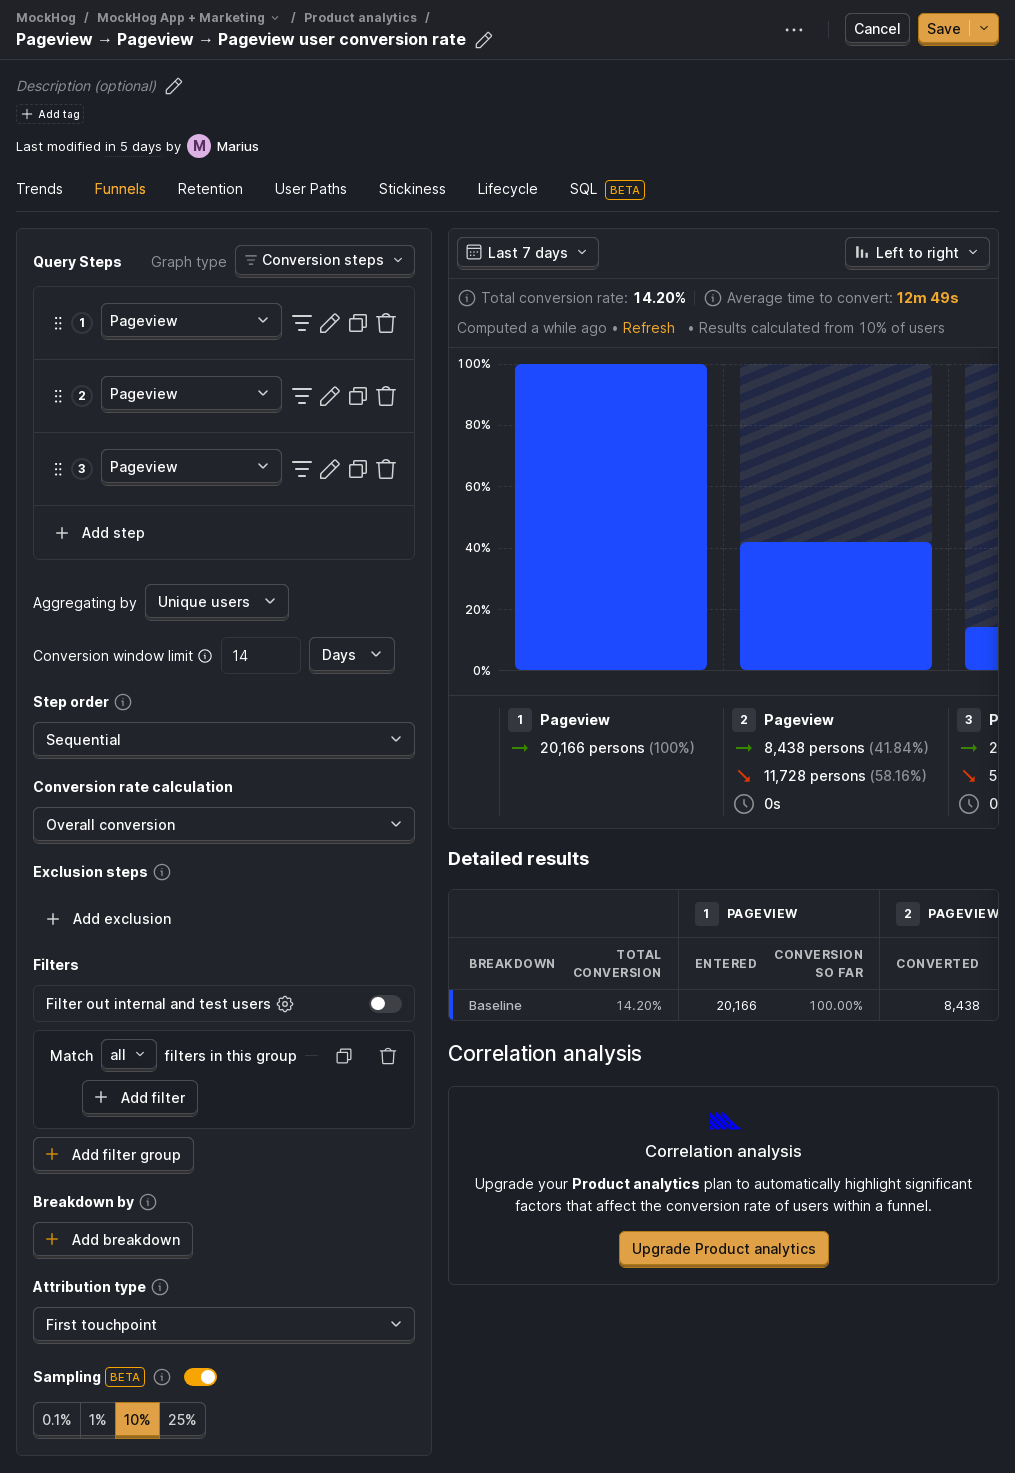 MockHog / MockHog App + Marketing / Product analytics /
Pageview → Pageview → Pageview user conversion rate
Cancel
Save
Description (optional)
Add tag
Last modified in 5 days by M Marius
Trends Funnels Retention User Paths Stickiness Lifecycle SQL BETA
Query Steps Graph type Conversion steps
1 Pageview
2 Pageview
3 Pageview
Add step
Aggregating by Unique users
Conversion window limit 14 Days
Step order
Sequential
Conversion rate calculation
Overall conversion
Exclusion steps
Add exclusion
Filters
Filter out internal and test users
Match all filters in this group
Add filter
Add filter group
Breakdown by
Add breakdown
Attribution type
First touchpoint
Sampling BETA
0.1% 1% 10% 25%
Last 7 days Left to right
Total conversion rate: 14.20% Average time to convert: 12m 49s
Computed a while ago • Refresh • Results calculated from 10% of users
100%
80%
60%
40%
20%
0%
1 Pageview
20,166 persons (100%)
2 Pageview
8,438 persons (41.84%)
11,728 persons (58.16%)
0s
3 P
2
5
0
Detailed results
1 PAGEVIEW 2 PAGEVIEW
BREAKDOWN TOTAL CONVERSION ENTERED CONVERSION SO FAR CONVERTED
Baseline 14.20% 20,166 100.00% 8,438
Correlation analysis
Correlation analysis
Upgrade your Product analytics plan to automatically highlight significant
factors that affect the conversion rate of users within a funnel.
Upgrade Product analytics